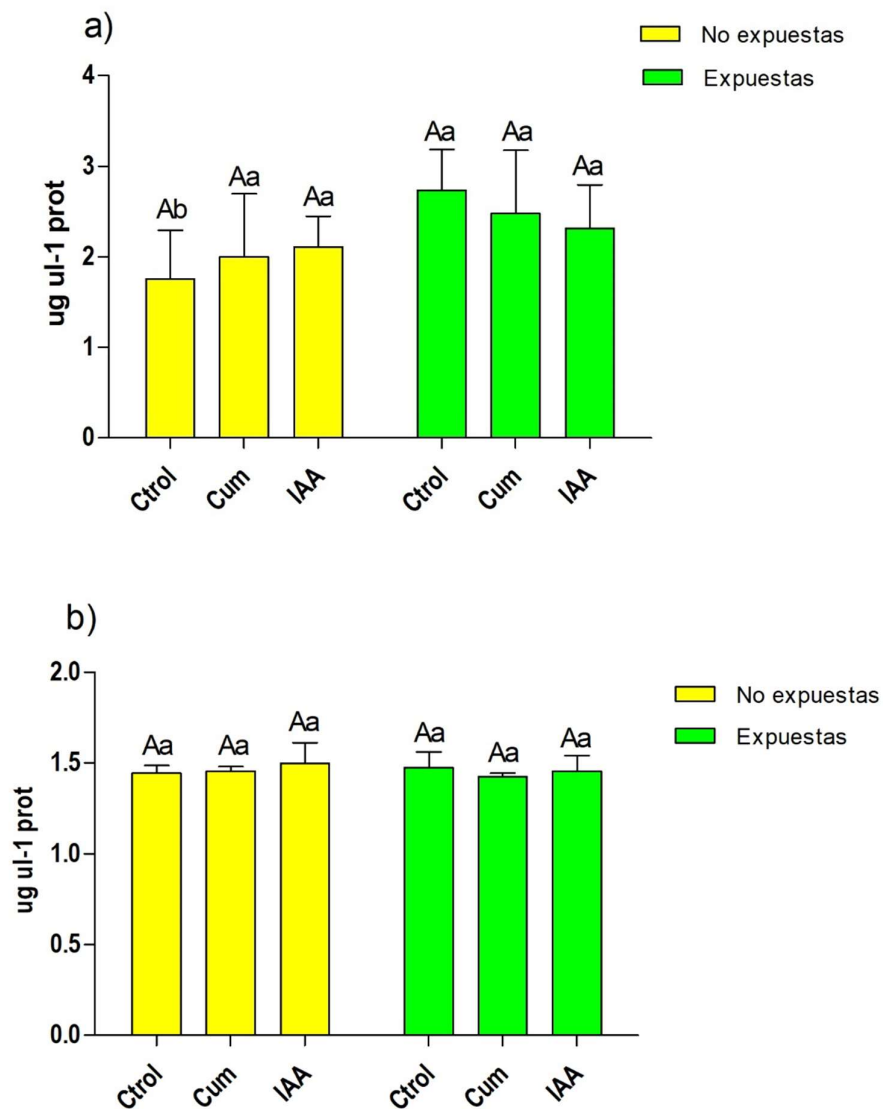 a)
No expuestas
Expuestas
ug ul-1 prot
4
3
2
1
0
Ab
Aa
Aa
Aa
Aa
Aa
Ctrol
Cum
IAA
Ctrol
Cum
IAA
b)
No expuestas
Expuestas
ug ul-1 prot
2.0
1.5
1.0
0.5
0.0
Aa
Aa
Aa
Aa
Aa
Aa
Ctrol
Cum
IAA
Ctrol
Cum
IAA